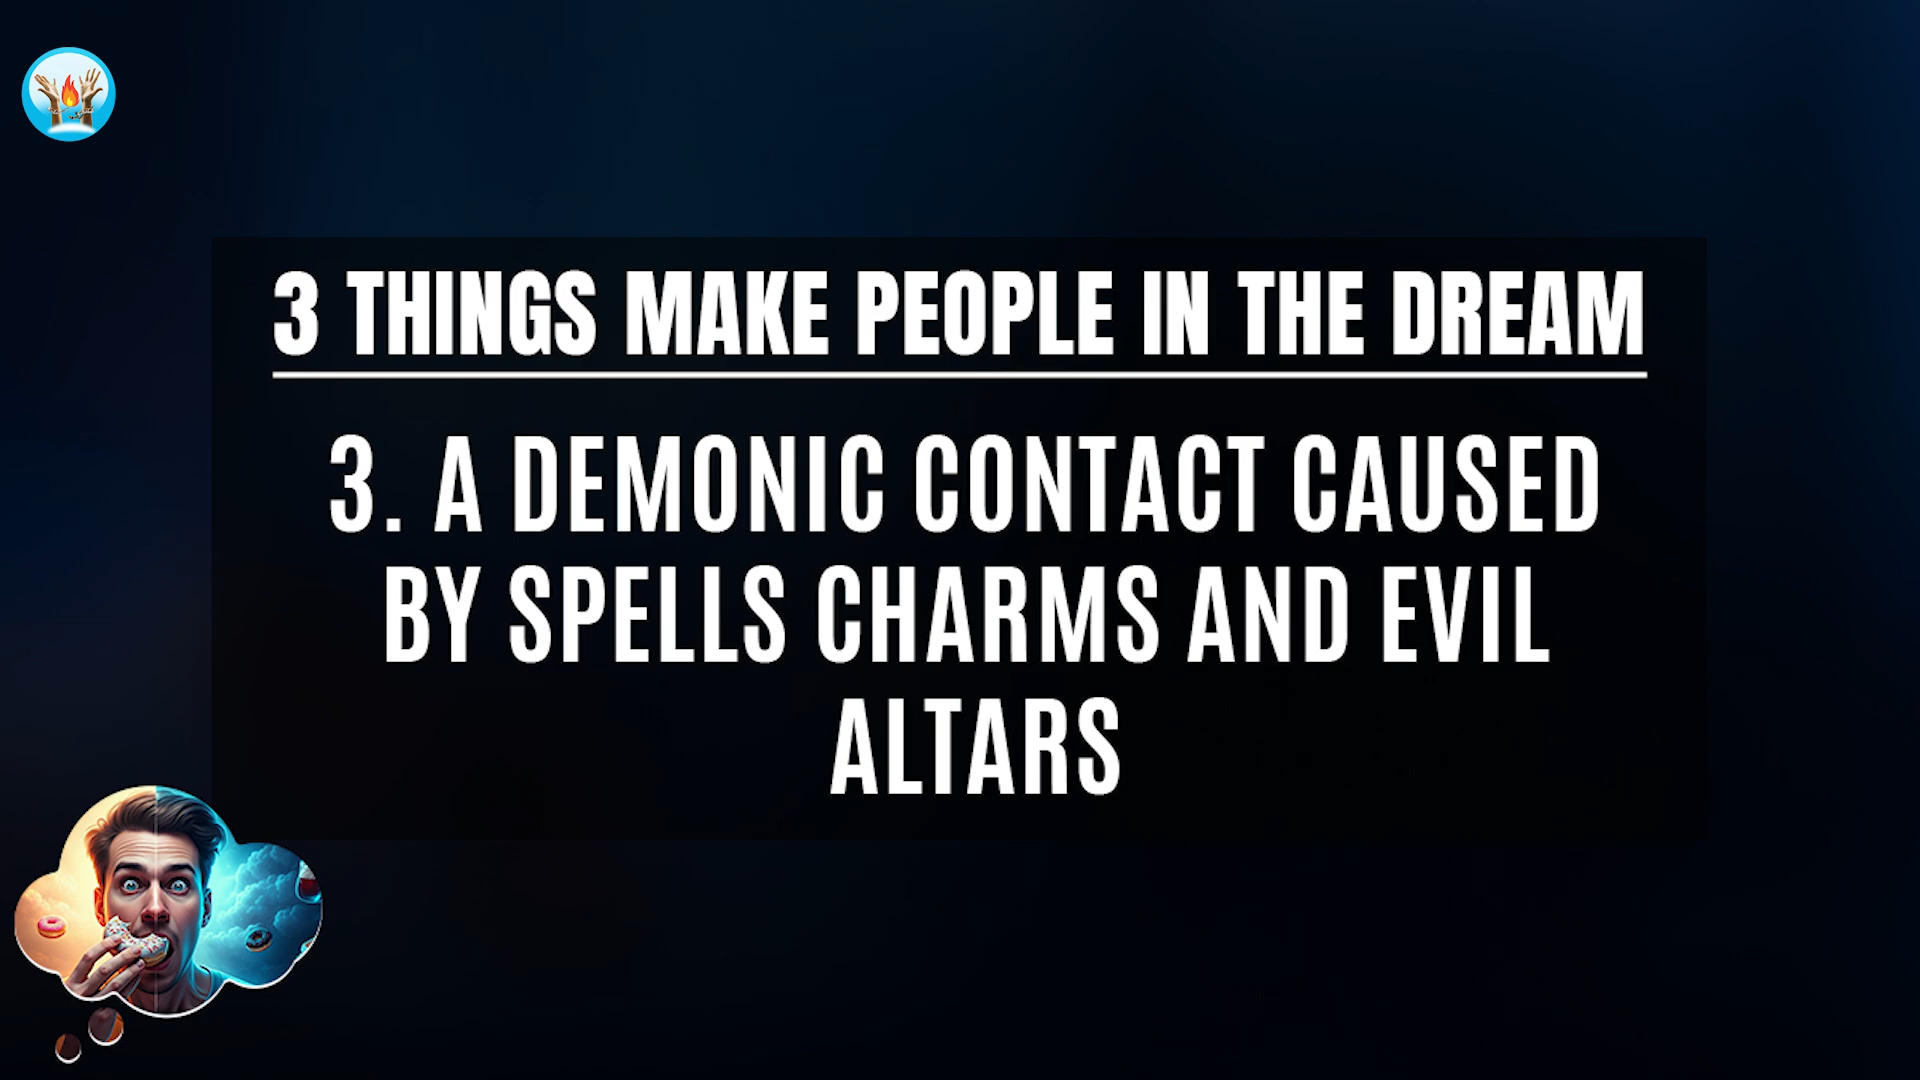 3 THINGS MAKE PEOPLE IN THE DREAM
3. A DEMONIC CONTACT CAUSED
BY SPELLS CHARMS AND EVIL
ALTARS